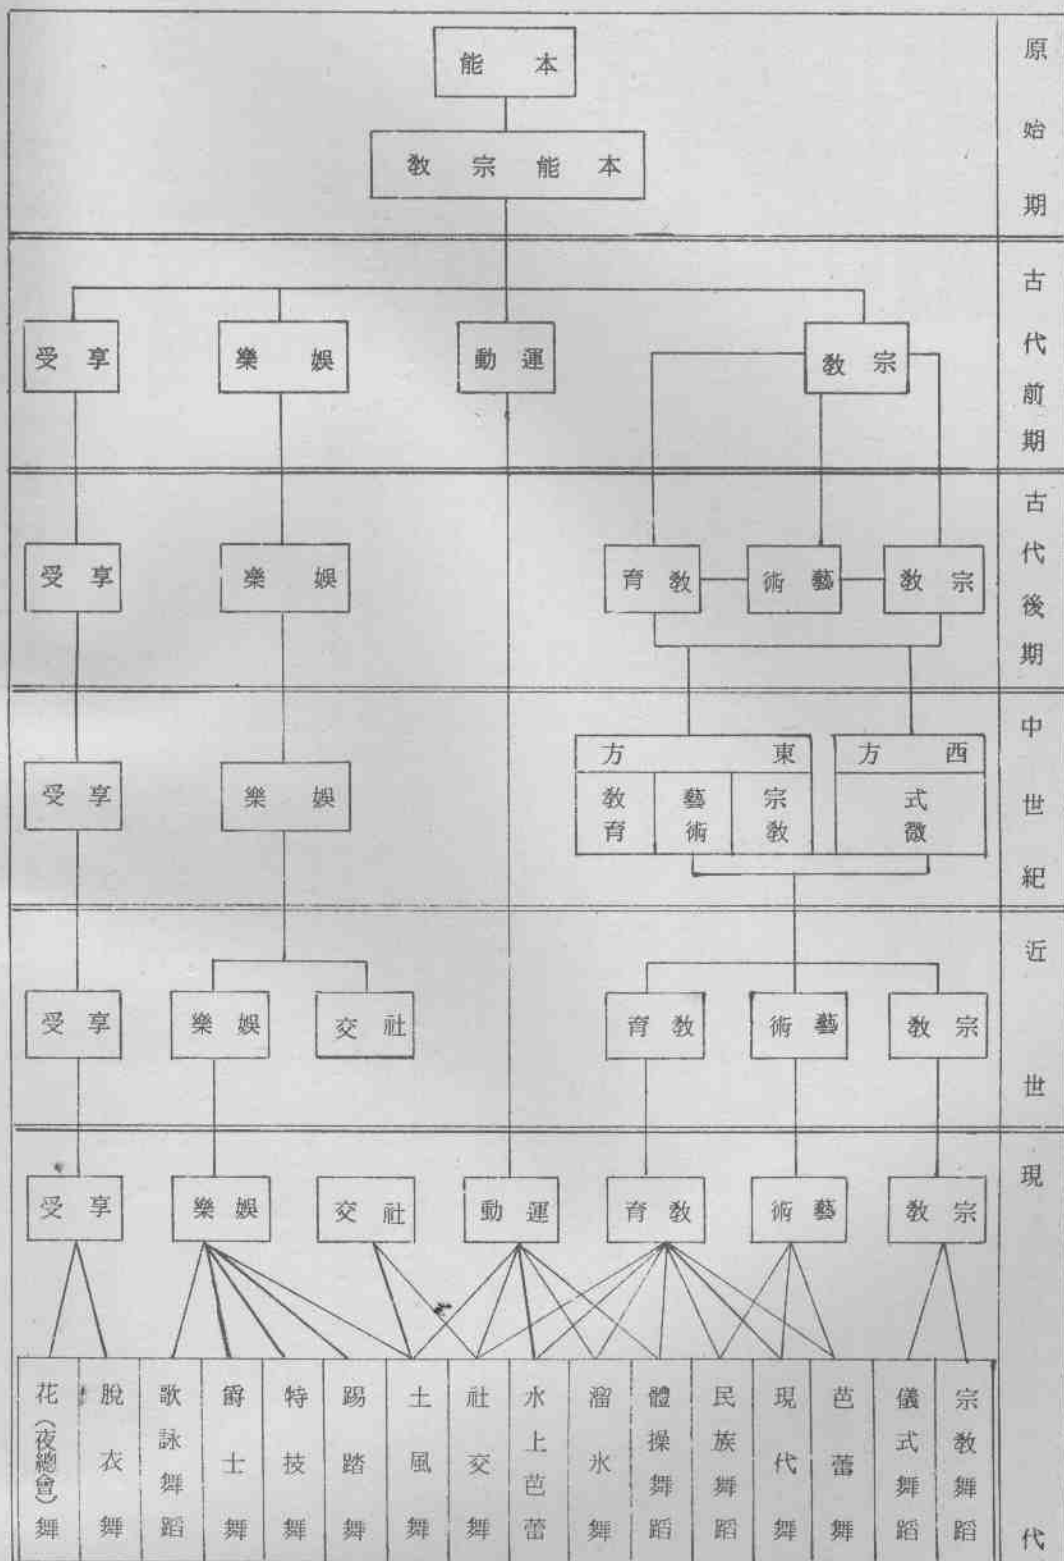 原始期
本能
本能宗教
古代前期
宗教
運動
娛樂
享受
古代後期
宗教
藝術
教育
娛樂
享受
中世紀
西方
式微
東方
宗教
藝術
教育
娛樂
享受
近世
宗教
藝術
教育
社交
娛樂
享受
現代
宗教
藝術
教育
運動
社交
娛樂
享受
宗教舞蹈
儀式舞蹈
芭蕾舞
現代舞
民族舞蹈
體操舞蹈
溜氷舞
水上芭蕾
社交舞
土風舞
踢踏舞
特技舞
爵士舞
歌詠舞蹈
脫衣舞
花(夜總會)舞